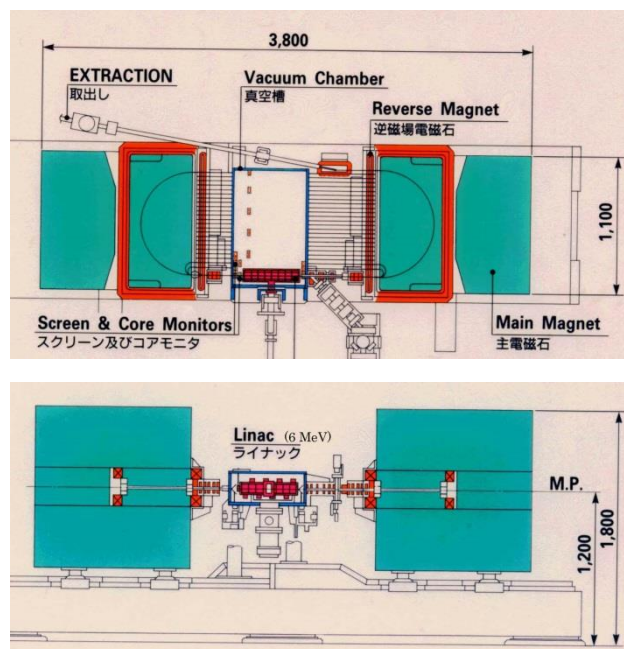 3,800
EXTRACTION
取出し
Vacuum Chamber
真空槽
Reverse Magnet
逆磁場電磁石
1,100
Screen & Core Monitors
スクリーン及びコアモニタ
Main Magnet
主電磁石
Linac (6 MeV)
ライナック
M.P.
1,200
1,800